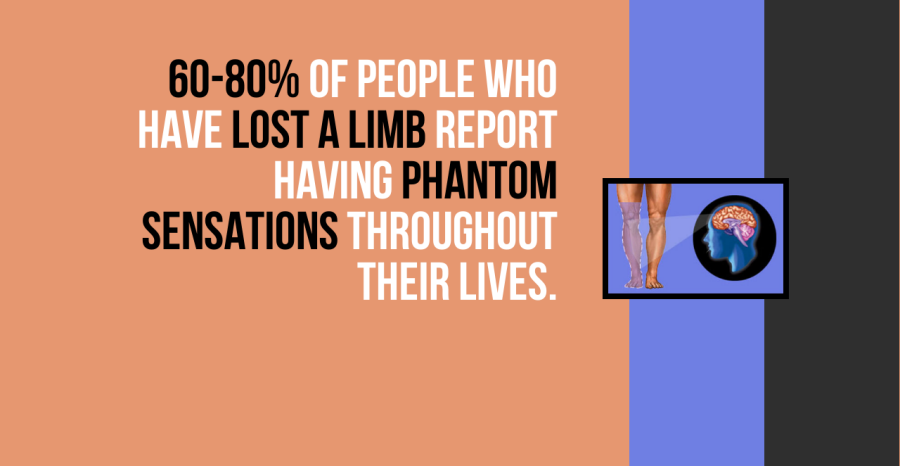 60-80% OF PEOPLE WHO
HAVE LOST A LIMB REPORT
HAVING PHANTOM
SENSATIONS THROUGHOUT
THEIR LIVES.